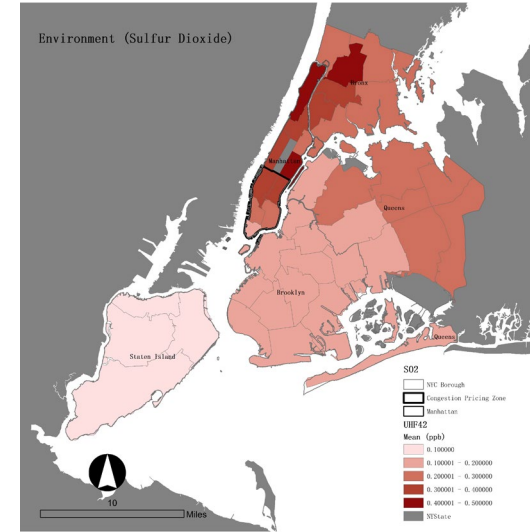 Environment (Sulfur Dioxide)
Bronx
Manhattan
Queens
Brooklyn
Queens
Staten Island
SO2
NYC Borough
Congestion Pricing Zone
Manhattan
UHF42
Mean (ppb)
0.100000
0.100001 - 0.200000
0.200001 - 0.300000
0.300001 - 0.400000
0.400001 - 0.500000
NYState
10
Miles